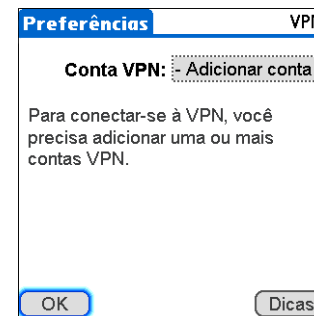 Preferências VPN
Conta VPN: - Adicionar conta
Para conectar-se à VPN, você
precisa adicionar uma ou mais
contas VPN.
OK Dicas